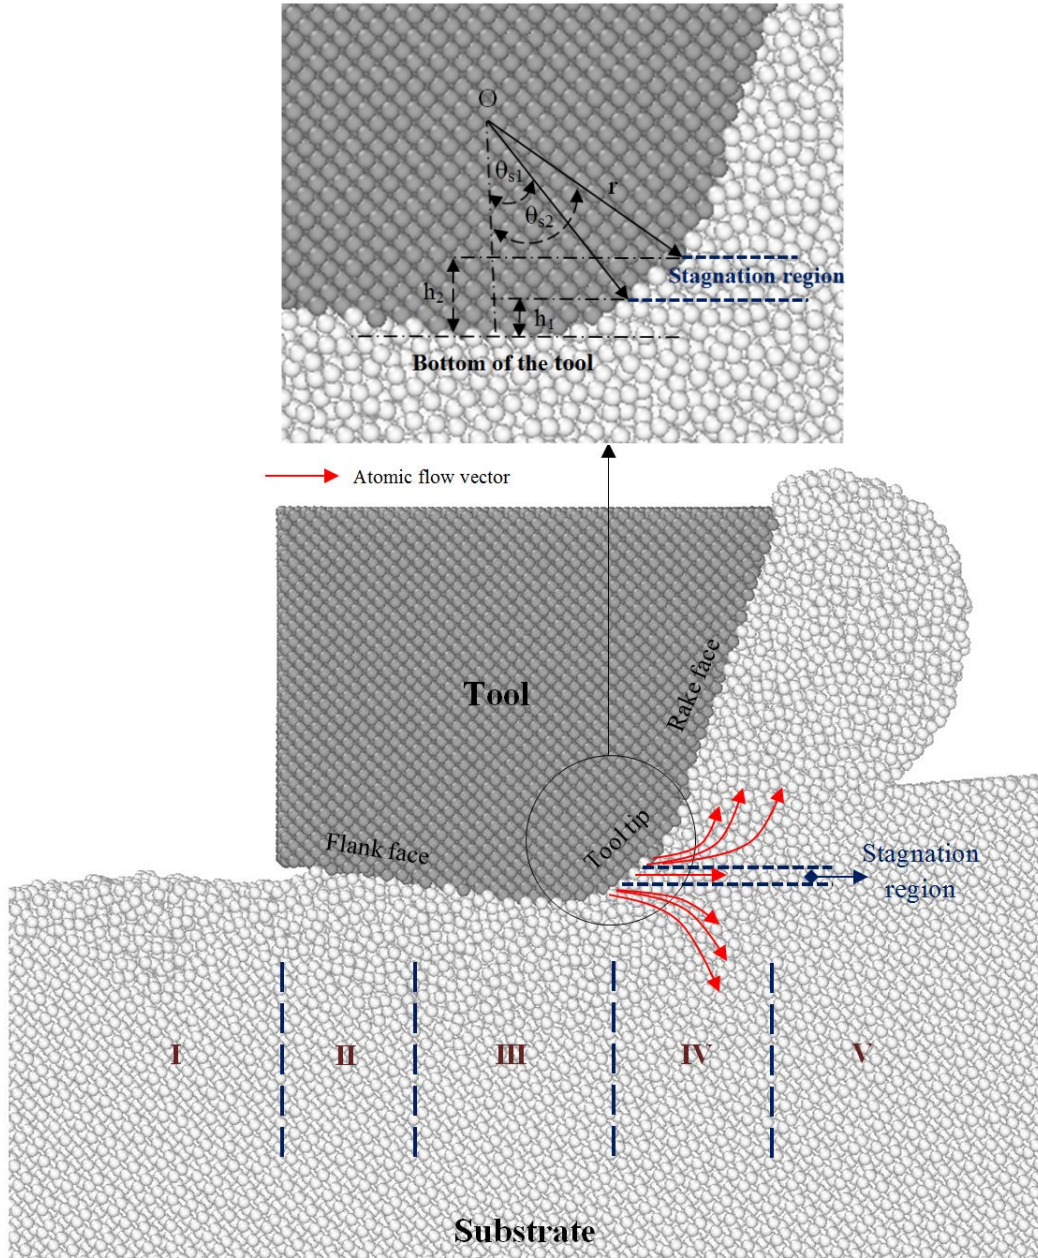 O
θs1
r
θs2
Stagnation region
h2
h1
Bottom of the tool
Atomic flow vector
Tool
Rake face
Tool tip
Flank face
Stagnation
region
I
II
III
IV
V
Substrate